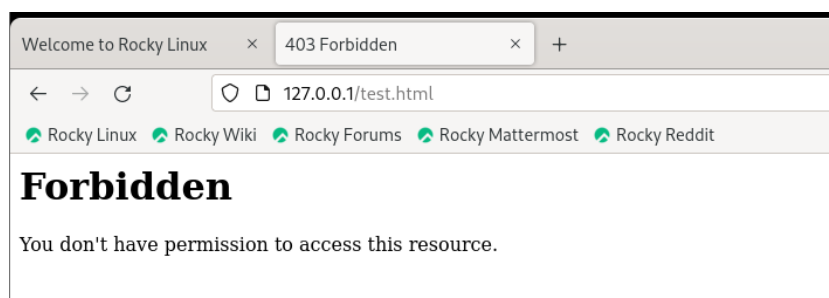 Welcome to Rocky Linux × 403 Forbidden × +
127.0.0.1/test.html
Rocky Linux Rocky Wiki Rocky Forums Rocky Mattermost Rocky Reddit
Forbidden
You don't have permission to access this resource.